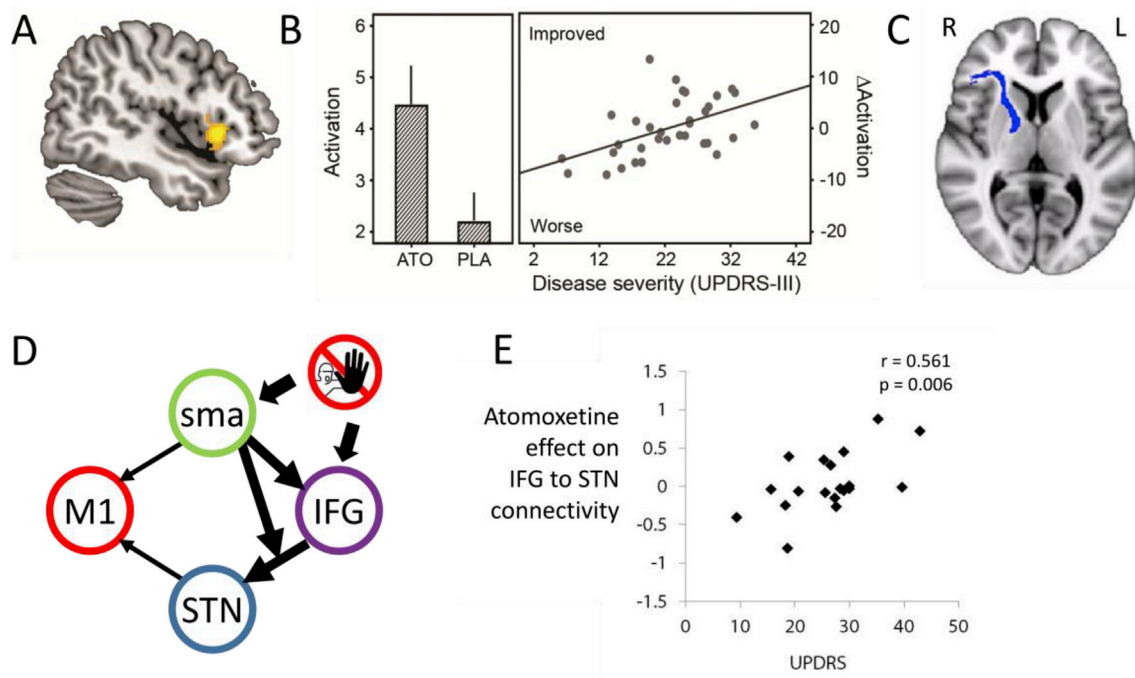 A
B
Activation
6
5
4
3
2
ATO
PLA
Improved
Worse
20
10
0
-10
-20
ΔActivation
2
12
22
32
42
Disease severity (UPDRS-III)
C
R
L
D
sma
M1
IFG
STN
E
Atomoxetine
effect on
IFG to STN
connectivity
r = 0.561
p = 0.006
1.5
1
0.5
0
-0.5
-1
-1.5
0
10
20
30
40
50
UPDRS